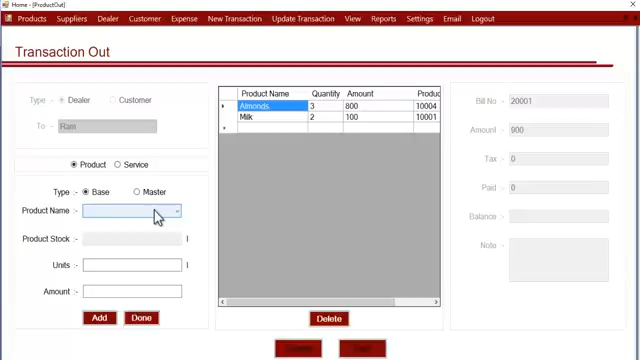 Home - [ProductOut]
Products Suppliers Dealer Customer Expense New Transaction Update Transaction View Reports Settings Email Logout
Transaction Out
Type :- Dealer Customer
To :- Ram
Product Service
Type :- Base Master
Product Name :-
Product Stock :- l
Units :- l
Amount :-
Add Done
Product Name Quantity Amount Produc
Almonds. 3 800 10004
Milk 2 100 10001
Delete
Bill No :- 20001
Amount :- 900
Tax :- 0
Paid :- 0
Balance :-
Note :-